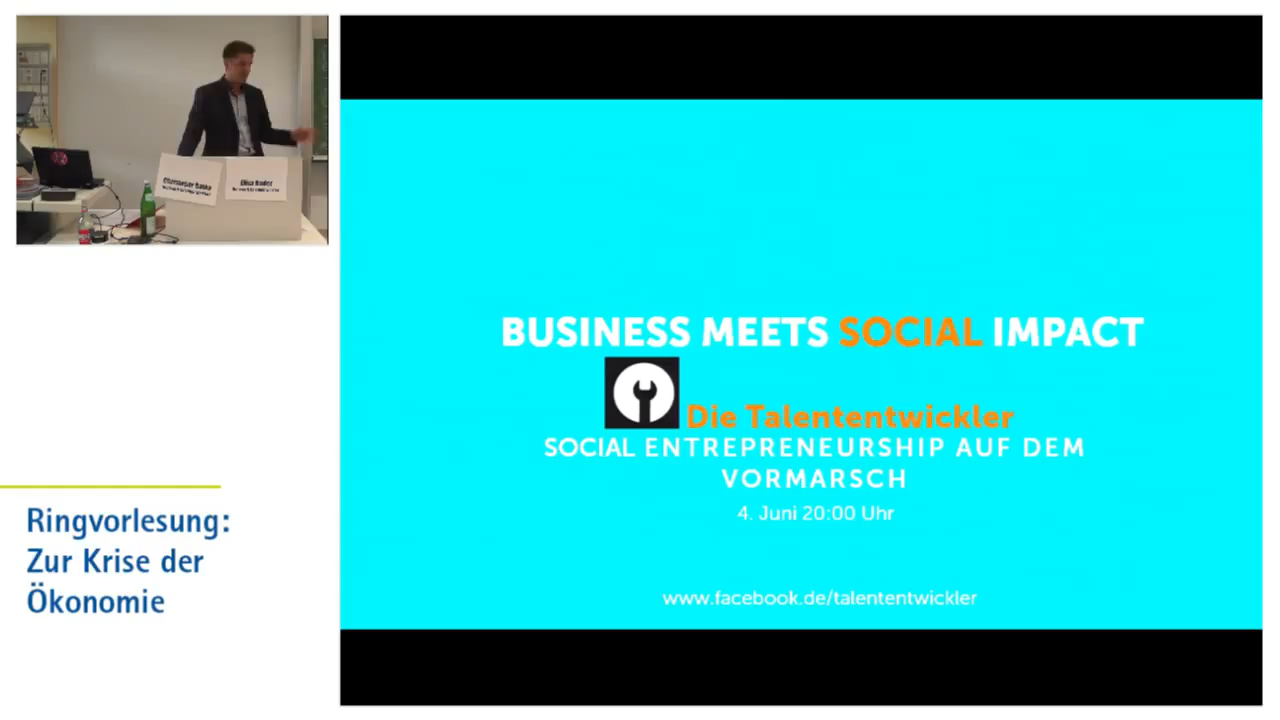 BUSINESS MEETS SOCIAL IMPACT
Die Talententwickler
SOCIAL ENTREPRENEURSHIP AUF DEM
VORMARSCH
4. Juni 20:00 Uhr
www.facebook.de/talententwickler
Ringvorlesung:
Zur Krise der
Ökonomie